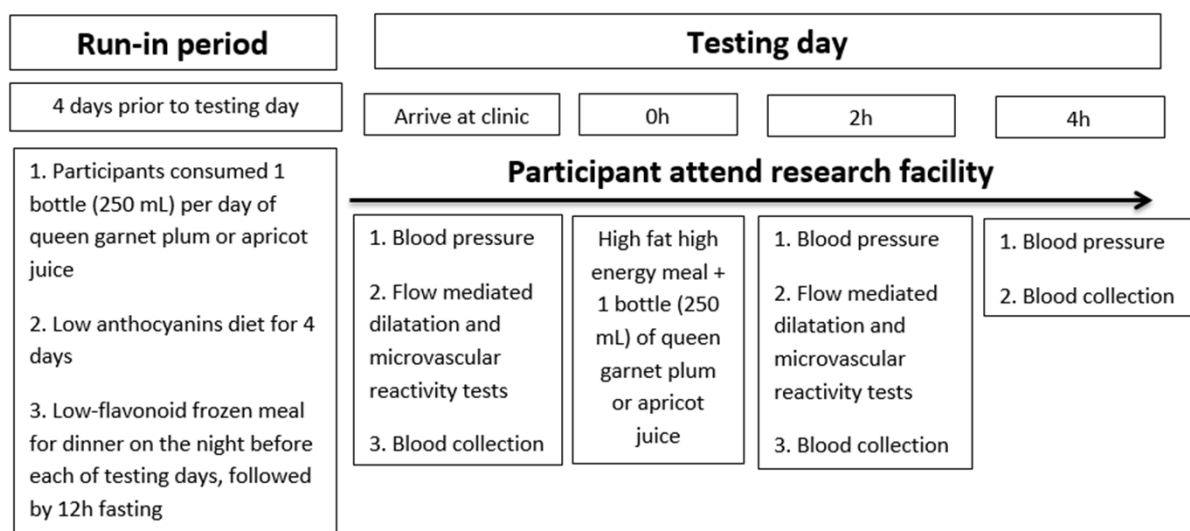 Run-in period
Testing day
4 days prior to testing day
Arrive at clinic
0h
2h
4h
Participant attend research facility
1. Participants consumed 1
bottle (250 mL) per day of
queen garnet plum or apricot
juice
2. Low anthocyanins diet for 4
days
3. Low-flavonoid frozen meal
for dinner on the night before
each of testing days, followed
by 12h fasting
1. Blood pressure
2. Flow mediated
dilatation and
microvascular
reactivity tests
3. Blood collection
High fat high
energy meal +
1 bottle (250
mL) of queen
garnet plum
or apricot
juice
1. Blood pressure
2. Flow mediated
dilatation and
microvascular
reactivity tests
3. Blood collection
1. Blood pressure
2. Blood collection